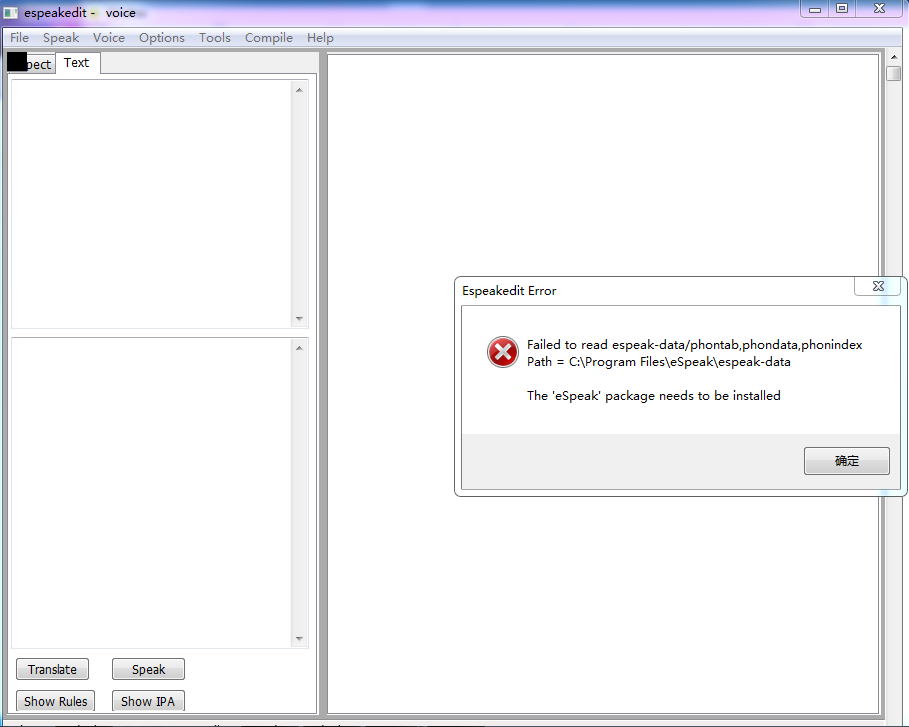 espeakedit - voice
File Speak Voice Options Tools Compile Help
pect Text
Espeakedit Error
Failed to read espeak-data/phontab,phondata,phonindex
Path = C:\Program Files\eSpeak\espeak-data
The 'eSpeak' package needs to be installed
确定
Translate Speak
Show Rules Show IPA